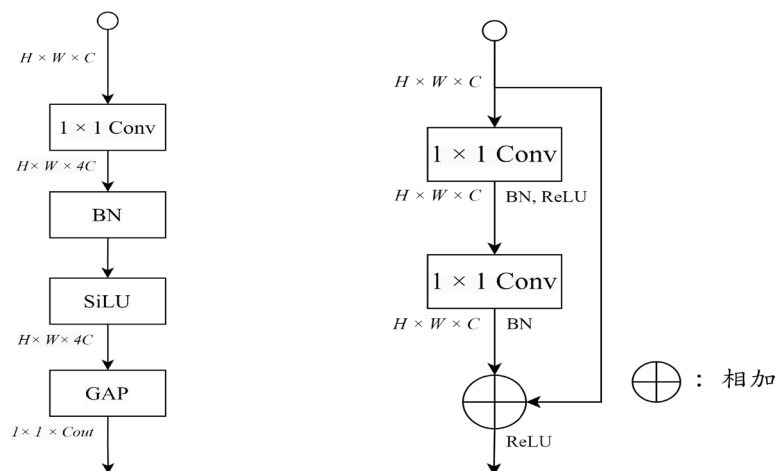 H × W × C
1 × 1 Conv
H× W × 4C
BN
SiLU
H× W× 4C
GAP
1× 1 × Cout
H × W × C
1 × 1 Conv
H × W × C BN, ReLU
1 × 1 Conv
H × W × C BN
ReLU
: 相加